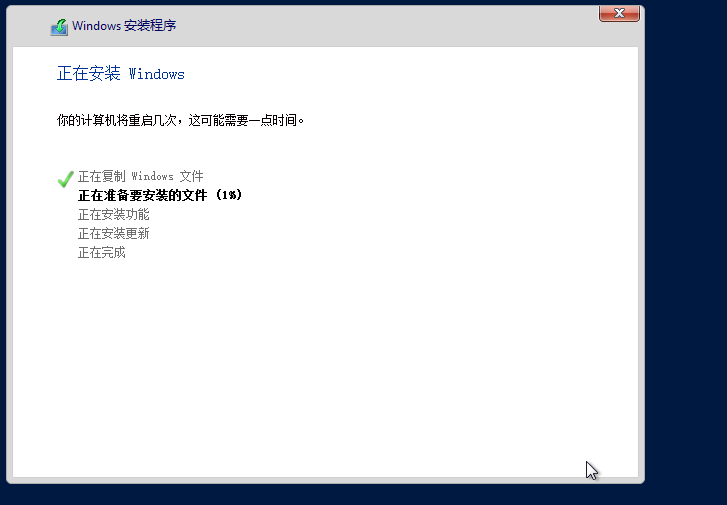 Windows 安装程序
正在安装 Windows
你的计算机将重启几次，这可能需要一点时间。
正在复制 Windows 文件
正在准备要安装的文件 (1%)
正在安装功能
正在安装更新
正在完成